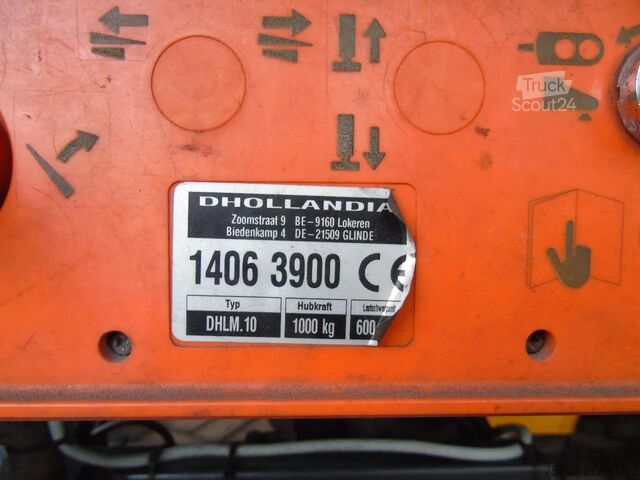 Truck
Scout24
DHOLLANDIA
Zoomstraat 9 BE-9160 Lokeren
Biedenkamp 4 DE-21509 GLINDE
1406 3900 CE
Typ Hubkraft
DHLM.10 1000 kg 600